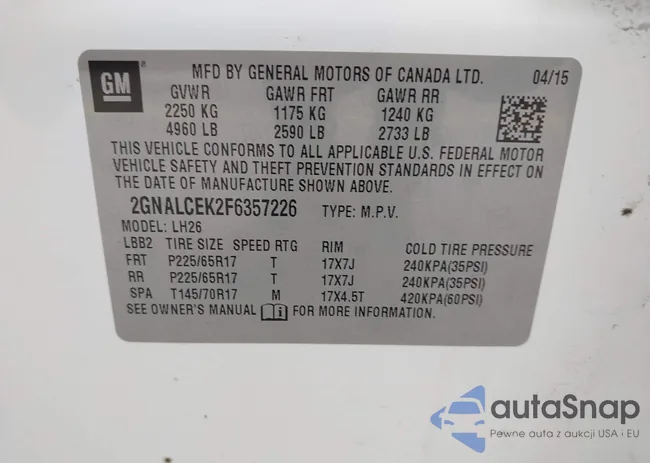 GM
MFD BY GENERAL MOTORS OF CANADA LTD. 04/15
GVWR GAWR FRT GAWR RR
2250 KG 1175 KG 1240 KG
4960 LB 2590 LB 2733 LB
THIS VEHICLE CONFORMS TO ALL APPLICABLE U.S. FEDERAL MOTOR
VEHICLE SAFETY AND THEFT PREVENTION STANDARDS IN EFFECT ON
THE DATE OF MANUFACTURE SHOWN ABOVE.
2GNALCEK2F6357226 TYPE: M.P.V.
MODEL: LH26
LBB2 TIRE SIZE SPEED RTG RIM COLD TIRE PRESSURE
FRT P225/65R17 T 17X7J 240KPA(35PSI)
RR P225/65R17 T 17X7J 240KPA(35PSI)
SPA T145/70R17 M 17X4.5T 420KPA(60PSI)
SEE OWNER'S MANUAL FOR MORE INFORMATION.
autaSnap
Pewne auta z aukcji USA i EU